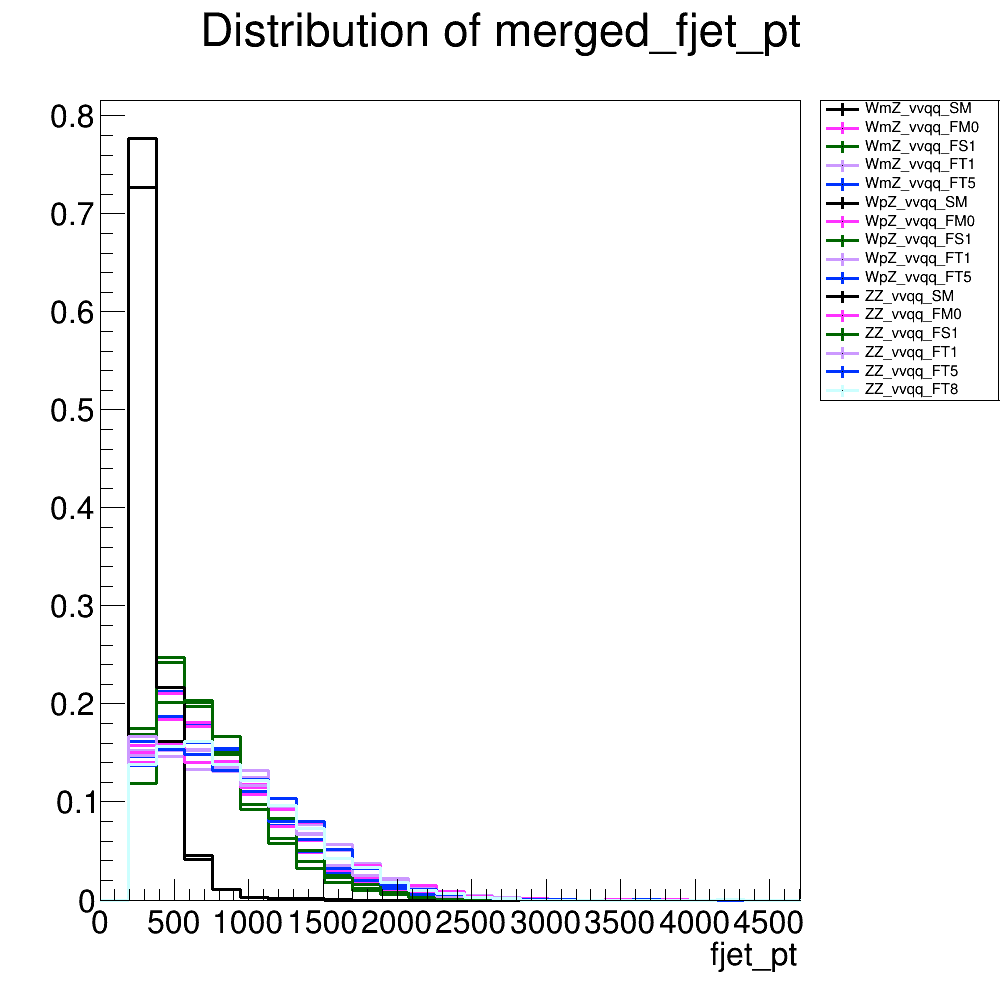 Distribution of merged_fjet_pt
0.8
0.7
0.6
0.5
0.4
0.3
0.2
0.1
0
0 500 1000 1500 2000 2500 3000 3500 4000 4500
fjet_pt
WmZ_vvqq_SM
WmZ_vvqq_FM0
WmZ_vvqq_FS1
WmZ_vvqq_FT1
WmZ_vvqq_FT5
WpZ_vvqq_SM
WpZ_vvqq_FM0
WpZ_vvqq_FS1
WpZ_vvqq_FT1
WpZ_vvqq_FT5
ZZ_vvqq_SM
ZZ_vvqq_FM0
ZZ_vvqq_FS1
ZZ_vvqq_FT1
ZZ_vvqq_FT5
ZZ_vvqq_FT8